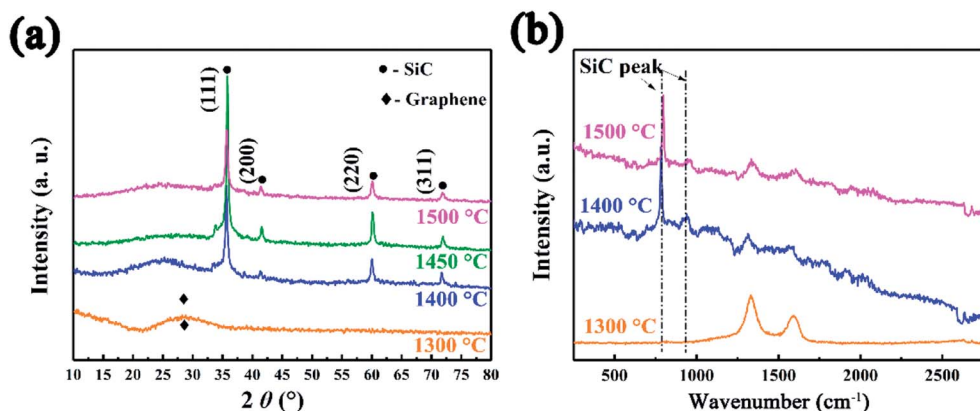 (a)
(111)
● - SiC
♦ - Graphene
(200)
(220)
(311)
1500 °C
1450 °C
1400 °C
1300 °C
Intensity (a. u.)
10 15 20 25 30 35 40 45 50 55 60 65 70 75 80
2 θ (°)
(b)
SiC peak
1500 °C
1400 °C
1300 °C
Intensity (a. u.)
500 1000 1500 2000 2500
Wavenumber (cm⁻¹)